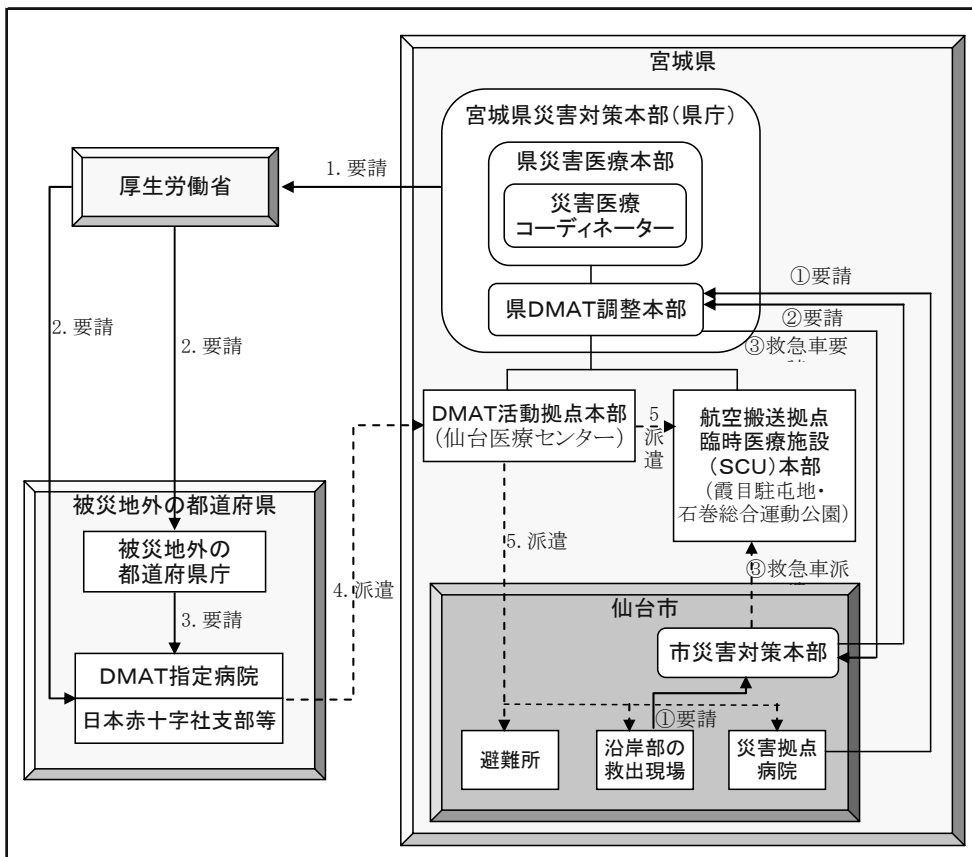 宮城県
宮城県災害対策本部(県庁)
県災害医療本部
災害医療
コーディネーター
県DMAT調整本部
厚生労働省
1.要請
2.要請
2.要請
①要請
②要請
③救急車要
DMAT活動拠点本部
(仙台医療センター)
5
派
遣
航空搬送拠点
臨時医療施設
(SCU)本部
(霞目駐屯地・
石巻総合運動公園)
被災地外の都道府県
被災地外の
都道府県庁
3.要請
4.派遣
5.派遣
DMAT指定病院
日本赤十字社支部等
③救急車派
仙台市
市災害対策本部
①要請
避難所
沿岸部の
救出現場
災害拠点
病院